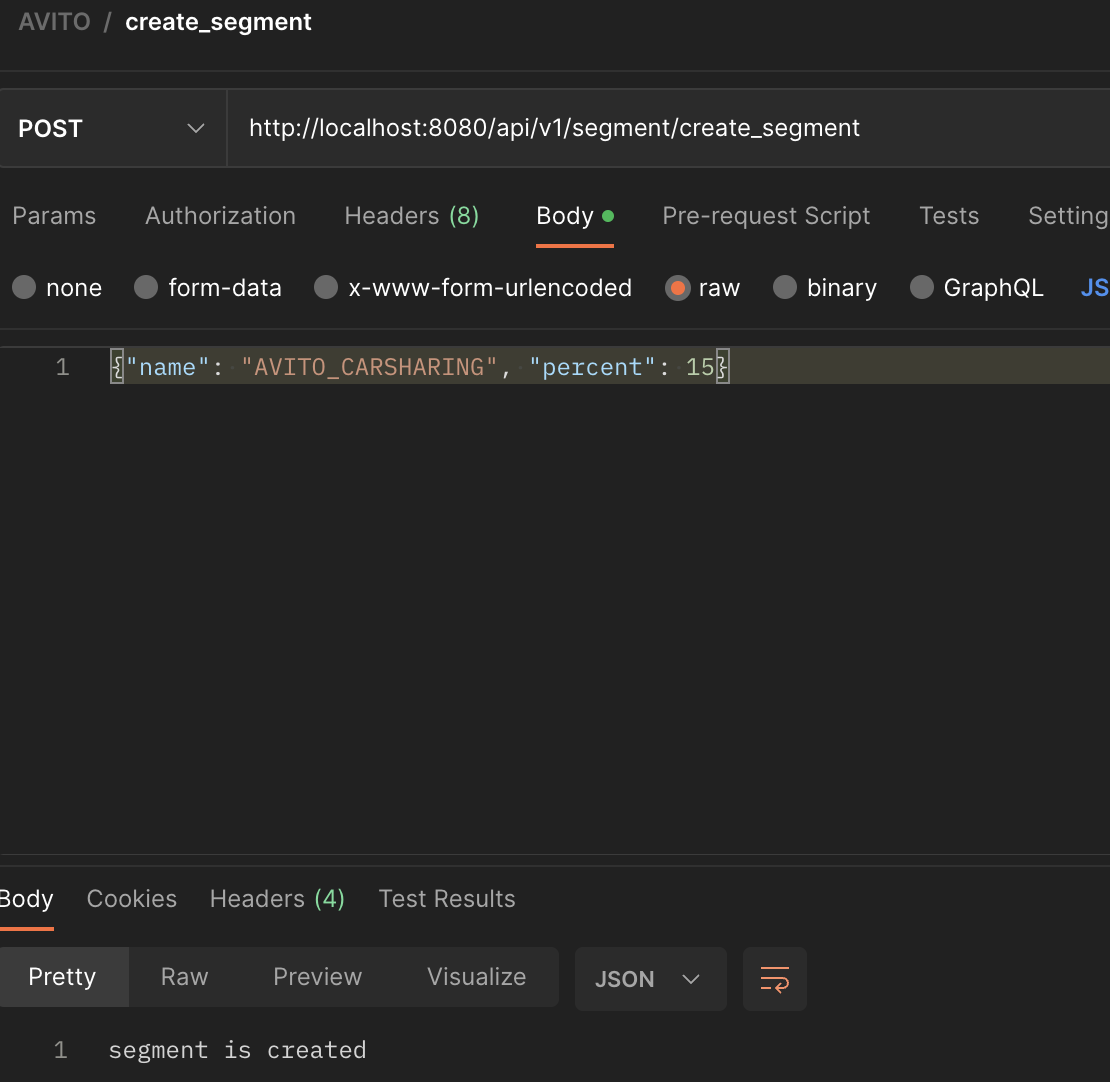 AVITO / create_segment
POST http://localhost:8080/api/v1/segment/create_segment
Params Authorization Headers (8) Body Pre-request Script Tests Setting
none form-data x-www-form-urlencoded raw binary GraphQL JS
1 {"name": "AVITO_CARSHARING", "percent": 15}
Body Cookies Headers (4) Test Results
Pretty Raw Preview Visualize JSON
1 segment is created